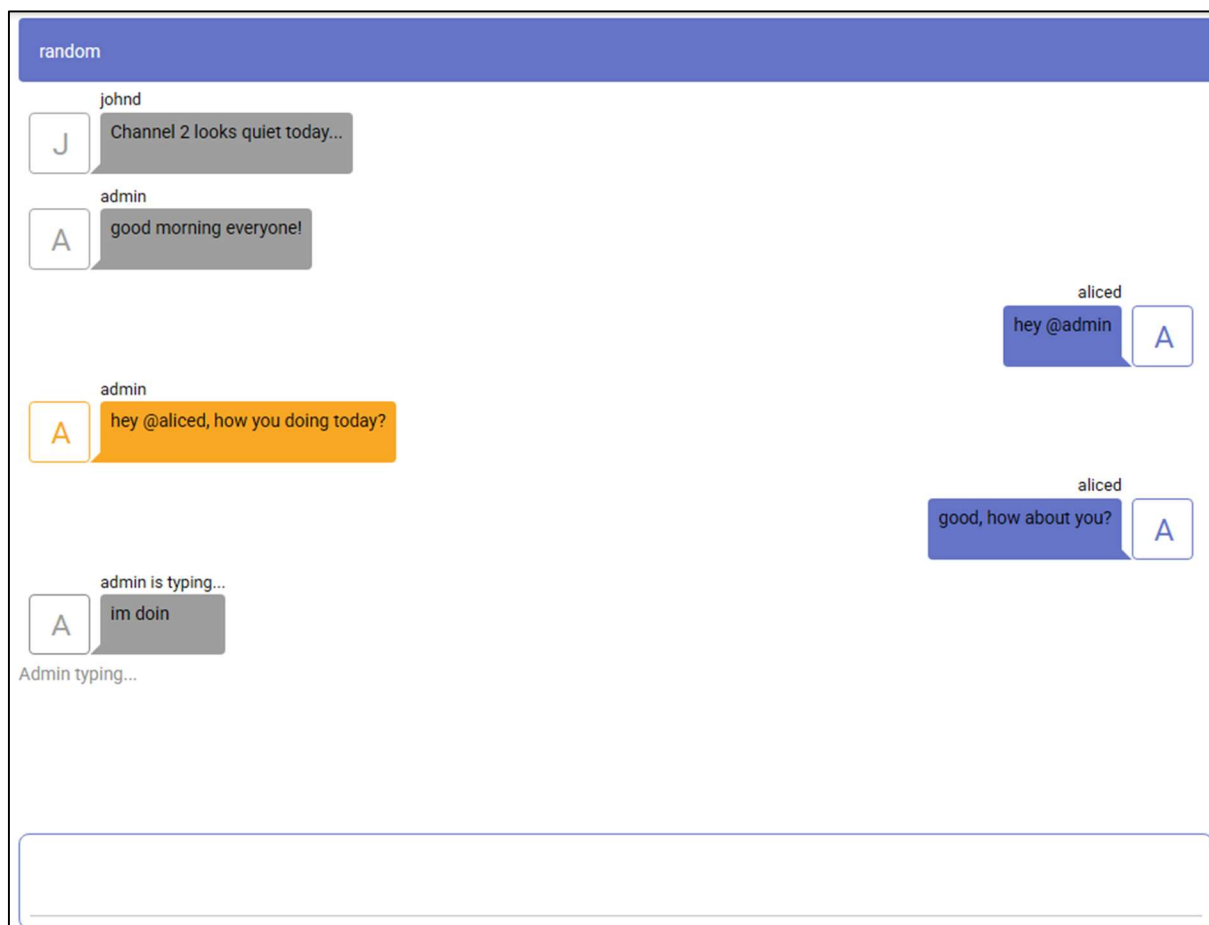 random
johnd
J
Channel 2 looks quiet today...
admin
A
good morning everyone!
aliced
hey @admin
A
admin
A
hey @aliced, how you doing today?
aliced
good, how about you?
A
admin is typing...
A
im doin
Admin typing...